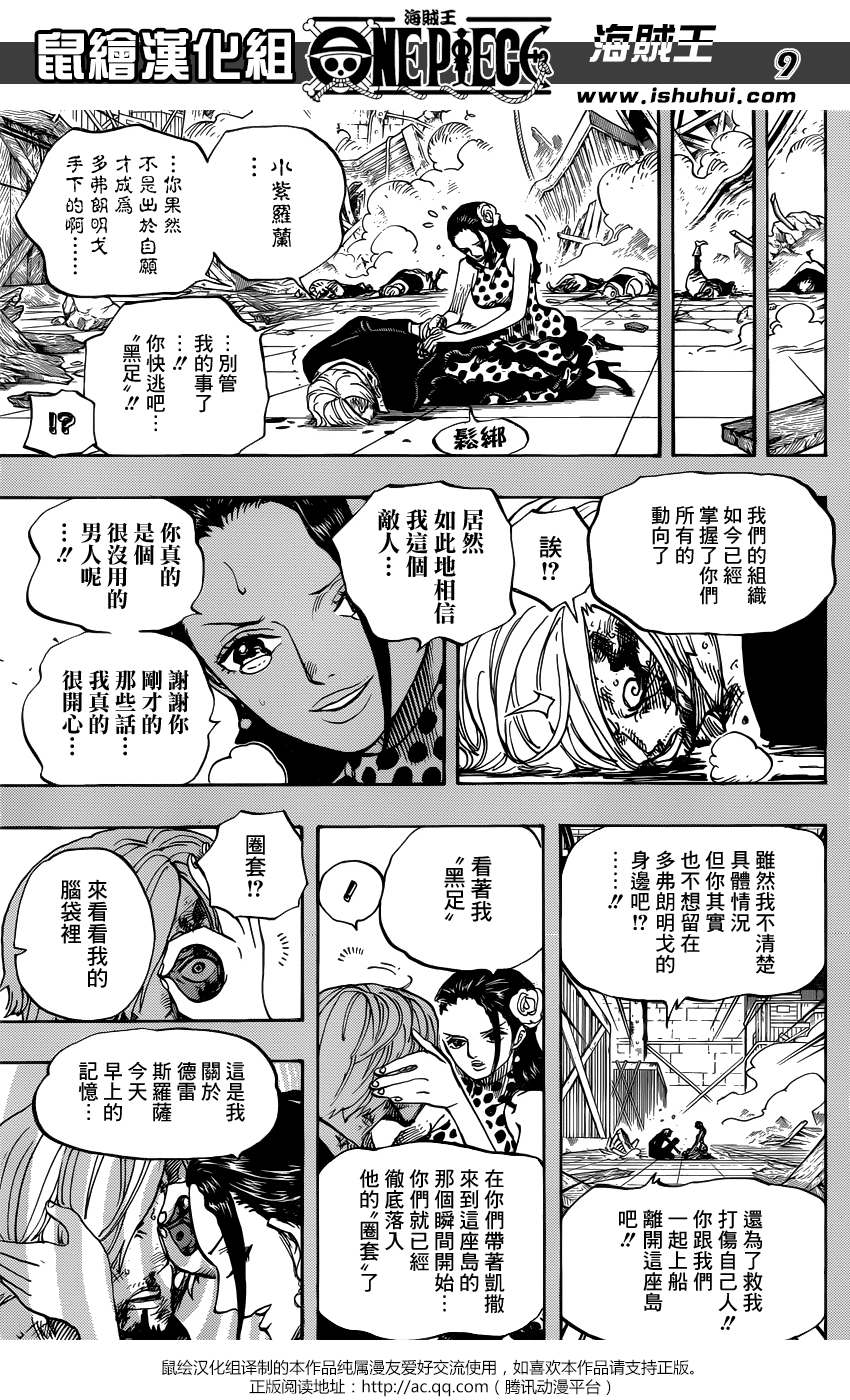 鼠繪漢化組
海賊王
ONE PIECE
海賊王
9
www.ishuhui.com
小紫羅蘭
…
…你果然
不是出於自願
才成爲
多弗朗明戈
手下的啊……
…別管
我的事了
…!!
你快逃吧…
〝黑足〞!!
!?
鬆綁
我們的組織
如今已經
掌握了你們
所有的
動向了
誒!?
居然
如此地相信
我這個
敵人…
你真的
是個
很沒用的
男人呢
…!!
謝謝你
剛才的
那些話…
我真的
很開心…
雖然我不清楚
具體情況
但你其實
也不想留在
多弗朗明戈的
身邊吧!?
……!!
還為了救我
打傷自己人!!
你跟我們
一起上船
離開這座島
吧!!
看著我
〝黑足〞
!
在你們帶著凱撒
來到這座島的
那個瞬間開始…
你們就已經
徹底落入
他的〝圈套〞了
圈套!?
來看看我的
腦袋裡
這是我
關於
德雷
斯羅薩
今天
早上的
記憶…
鼠绘汉化组译制的本作品纯属漫友爱好交流使用，如喜欢本作品请支持正版。
正版阅读地址：http://ac.qq.com（腾讯动漫平台）